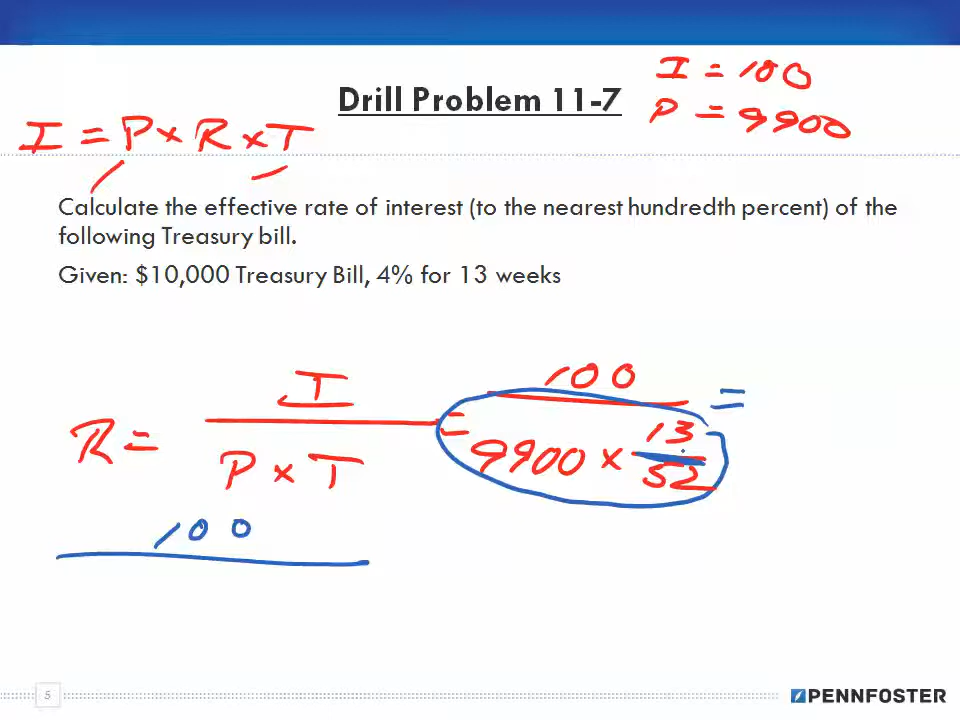 Drill Problem 11-7
I = 100
P = 9900
I = P x R x T
Calculate the effective rate of interest (to the nearest hundredth percent) of the
following Treasury bill.
Given: $10,000 Treasury Bill, 4% for 13 weeks
R = I / P x T = 100 / 9900 x 13/52 =
100
5
PENNFOSTER